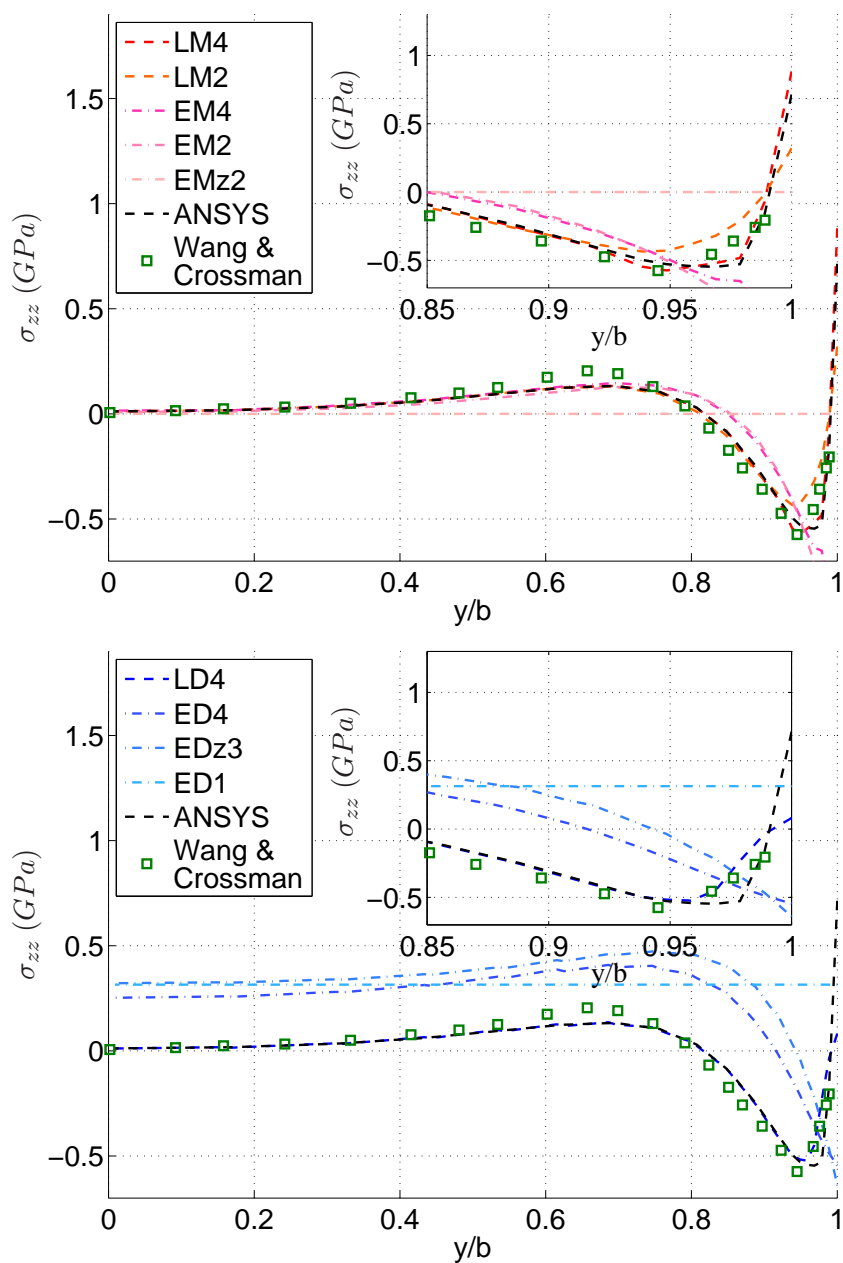 LM4
LM2
EM4
EM2
EMz2
ANSYS
Wang &
Crossman
1.5
1
0.5
0
−0.5
σzz (GPa)
0 0.2 0.4 0.6 0.8 1
y/b
1
0.5
0
−0.5
σzz (GPa)
0.85 0.9 0.95 1
y/b
LD4
ED4
EDz3
ED1
ANSYS
Wang &
Crossman
1.5
1
0.5
0
−0.5
σzz (GPa)
0 0.2 0.4 0.6 0.8 1
y/b
1
0.5
0
−0.5
σzz (GPa)
0.85 0.9 0.95 1
y/b